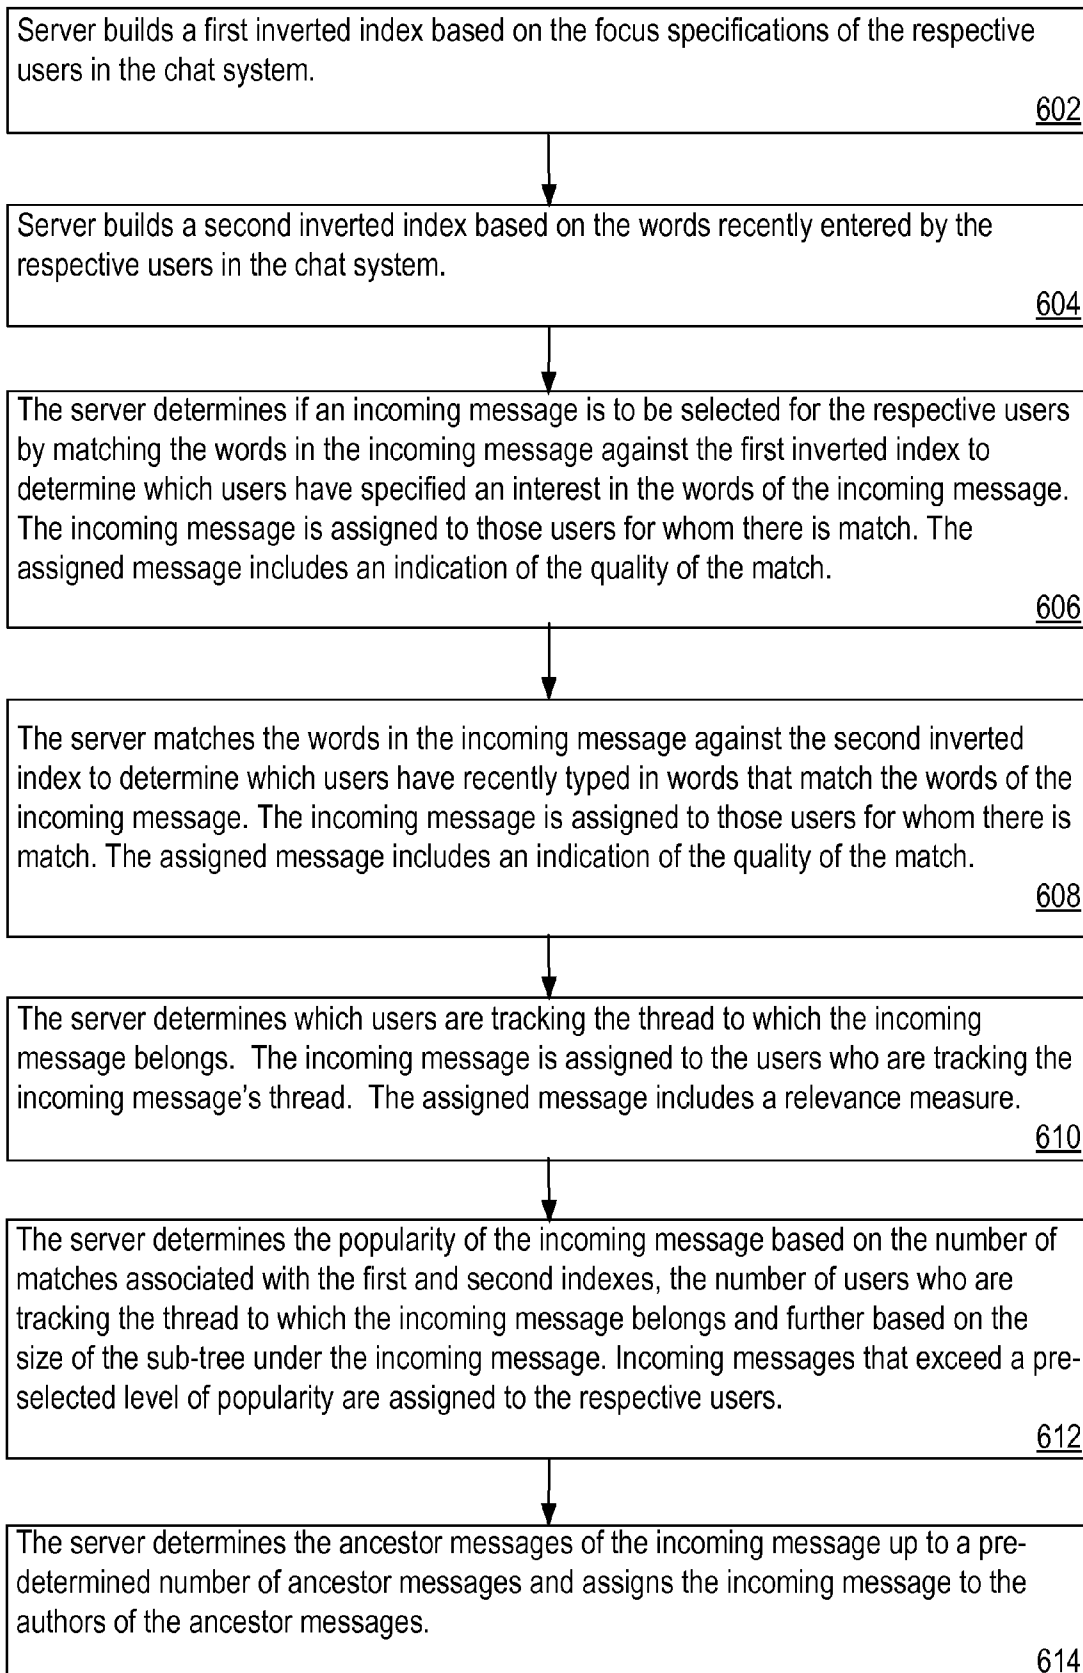 Server builds a first inverted index based on the focus specifications of the respective
users in the chat system.
602
Server builds a second inverted index based on the words recently entered by the
respective users in the chat system.
604
The server determines if an incoming message is to be selected for the respective users
by matching the words in the incoming message against the first inverted index to
determine which users have specified an interest in the words of the incoming message.
The incoming message is assigned to those users for whom there is match. The
assigned message includes an indication of the quality of the match.
606
The server matches the words in the incoming message against the second inverted
index to determine which users have recently typed in words that match the words of the
incoming message. The incoming message is assigned to those users for whom there is
match. The assigned message includes an indication of the quality of the match.
608
The server determines which users are tracking the thread to which the incoming
message belongs.  The incoming message is assigned to the users who are tracking the
incoming message's thread.  The assigned message includes a relevance measure.
610
The server determines the popularity of the incoming message based on the number of
matches associated with the first and second indexes, the number of users who are
tracking the thread to which the incoming message belongs and further based on the
size of the sub-tree under the incoming message. Incoming messages that exceed a pre-
selected level of popularity are assigned to the respective users.
612
The server determines the ancestor messages of the incoming message up to a pre-
determined number of ancestor messages and assigns the incoming message to the
authors of the ancestor messages.
614